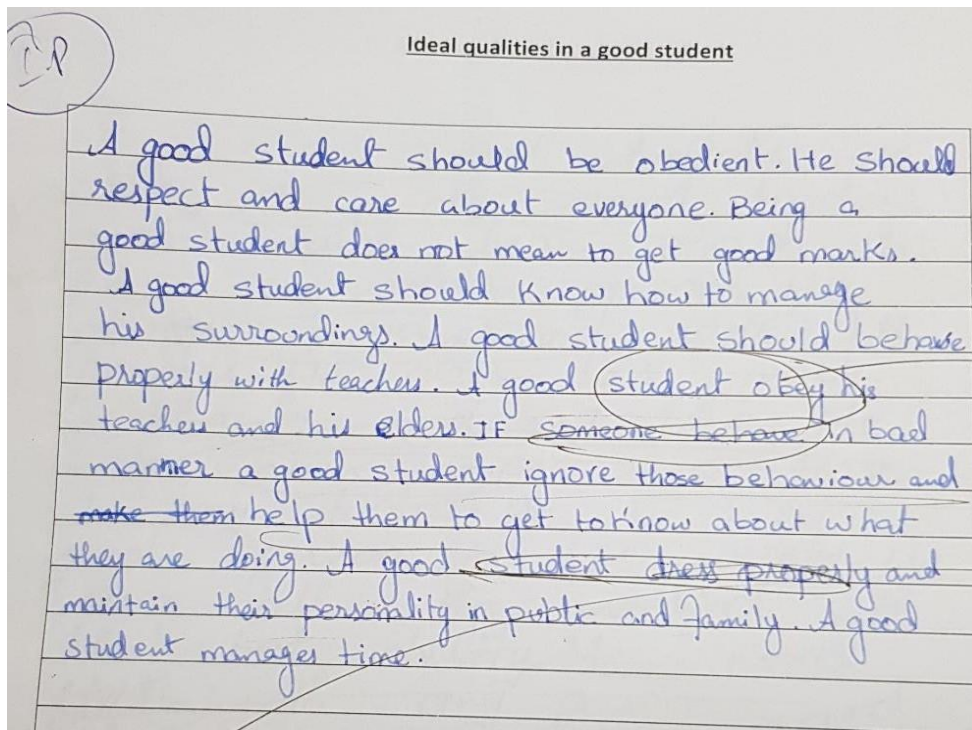 IP
Ideal qualities in a good student
A good student should be obedient. He should
respect and care about everyone. Being a
good student does not mean to get good marks.
A good student should know how to manage
his surroundings. A good student should behave
properly with teachers. A good student obey his
teachers and his elders. IF someone behave in bad
manner a good student ignore those behaviour and
make them help them to get to know about what
they are doing. A good student dress properly and
maintain their personality in public and family. A good
student manages time.